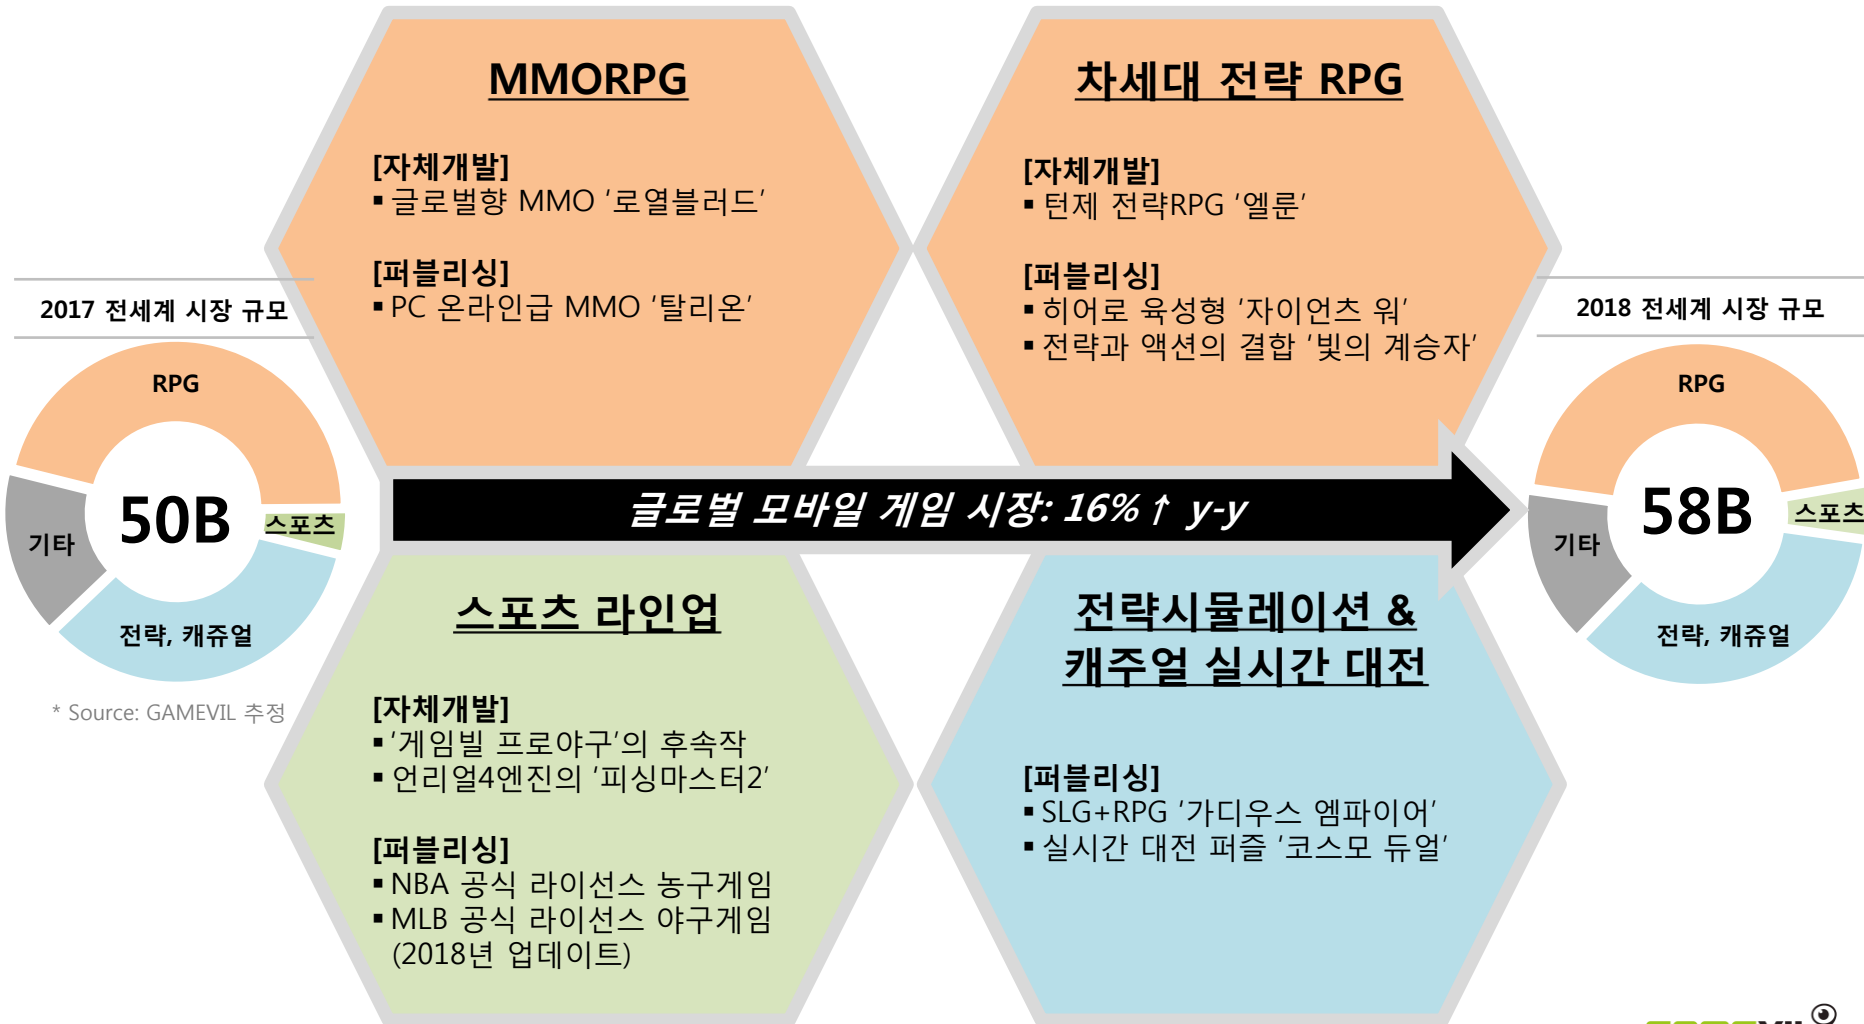 MMORPG
[자체개발]
▪ 글로벌향 MMO ‘로열블러드’
[퍼블리싱]
▪ PC 온라인급 MMO ‘탈리온’
차세대 전략 RPG
[자체개발]
▪ 턴제 전략RPG ‘엘룬’
[퍼블리싱]
▪ 히어로 육성형 ‘자이언츠 워’
▪ 전략과 액션의 결합 ‘빛의 계승자’
2017 전세계 시장 규모
RPG
50B
스포츠
기타
전략, 캐쥬얼
* Source: GAMEVIL 추정
글로벌 모바일 게임 시장: 16%↑ y-y
2018 전세계 시장 규모
RPG
58B
스포츠
기타
전략, 캐쥬얼
스포츠 라인업
[자체개발]
▪ ‘게임빌 프로야구’의 후속작
▪ 언리얼4엔진의 ‘피싱마스터2’
[퍼블리싱]
▪ NBA 공식 라이선스 농구게임
▪ MLB 공식 라이선스 야구게임
(2018년 업데이트)
전략시뮬레이션 &
캐주얼 실시간 대전
[퍼블리싱]
▪ SLG+RPG ‘가디우스 엠파이어’
▪ 실시간 대전 퍼즐 ‘코스모 듀얼’